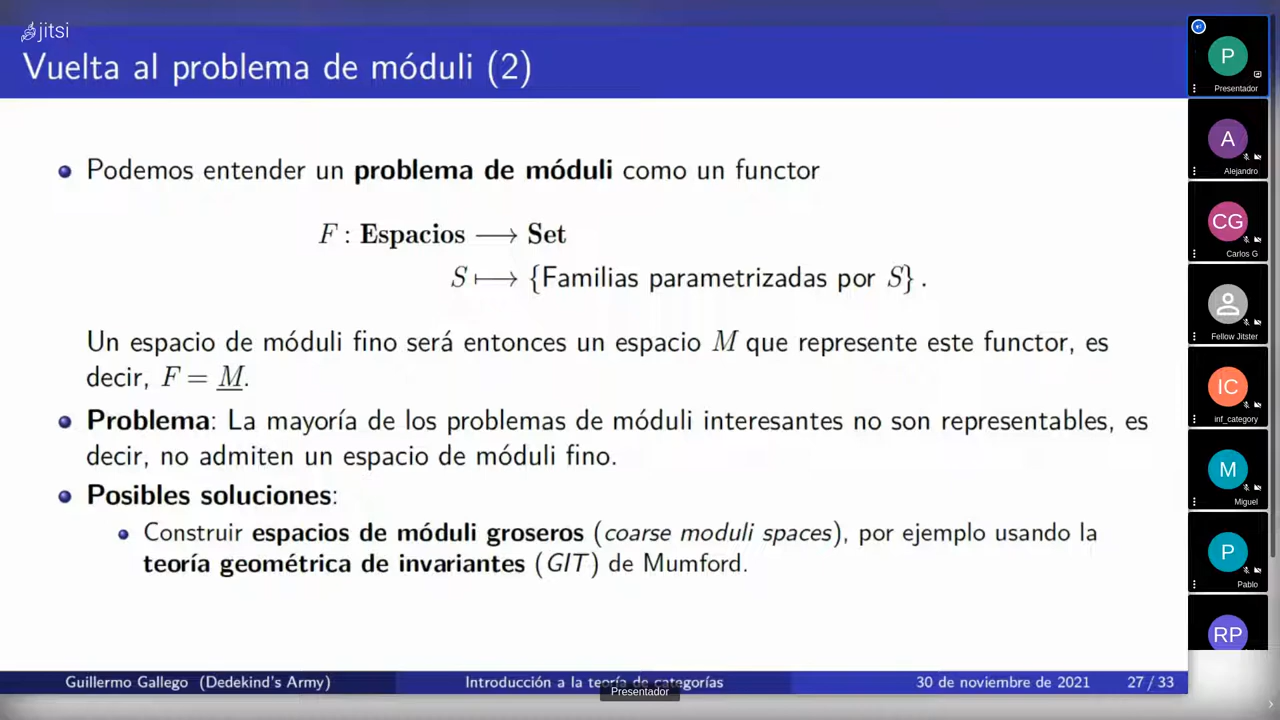 jitsi
Vuelta al problema de móduli (2)
Podemos entender un problema de móduli como un functor
F : Espacios ⟶ Set
S ⟼ {Familias parametrizadas por S} .
Un espacio de móduli fino será entonces un espacio M que represente este functor, es
decir, F = M.
Problema: La mayoría de los problemas de móduli interesantes no son representables, es
decir, no admiten un espacio de móduli fino.
Posibles soluciones:
Construir espacios de móduli groseros (coarse moduli spaces), por ejemplo usando la
teoría geométrica de invariantes (GIT) de Mumford.
Guillermo Gallego (Dedekind's Army) Introducción a la teoría de categorías 30 de noviembre de 2021 27 / 33
Presentador
P
Presentador
A
Alejandro
CG
Carlos G
Fellow Jitster
IC
inf_category
M
Miguel
P
Pablo
RP